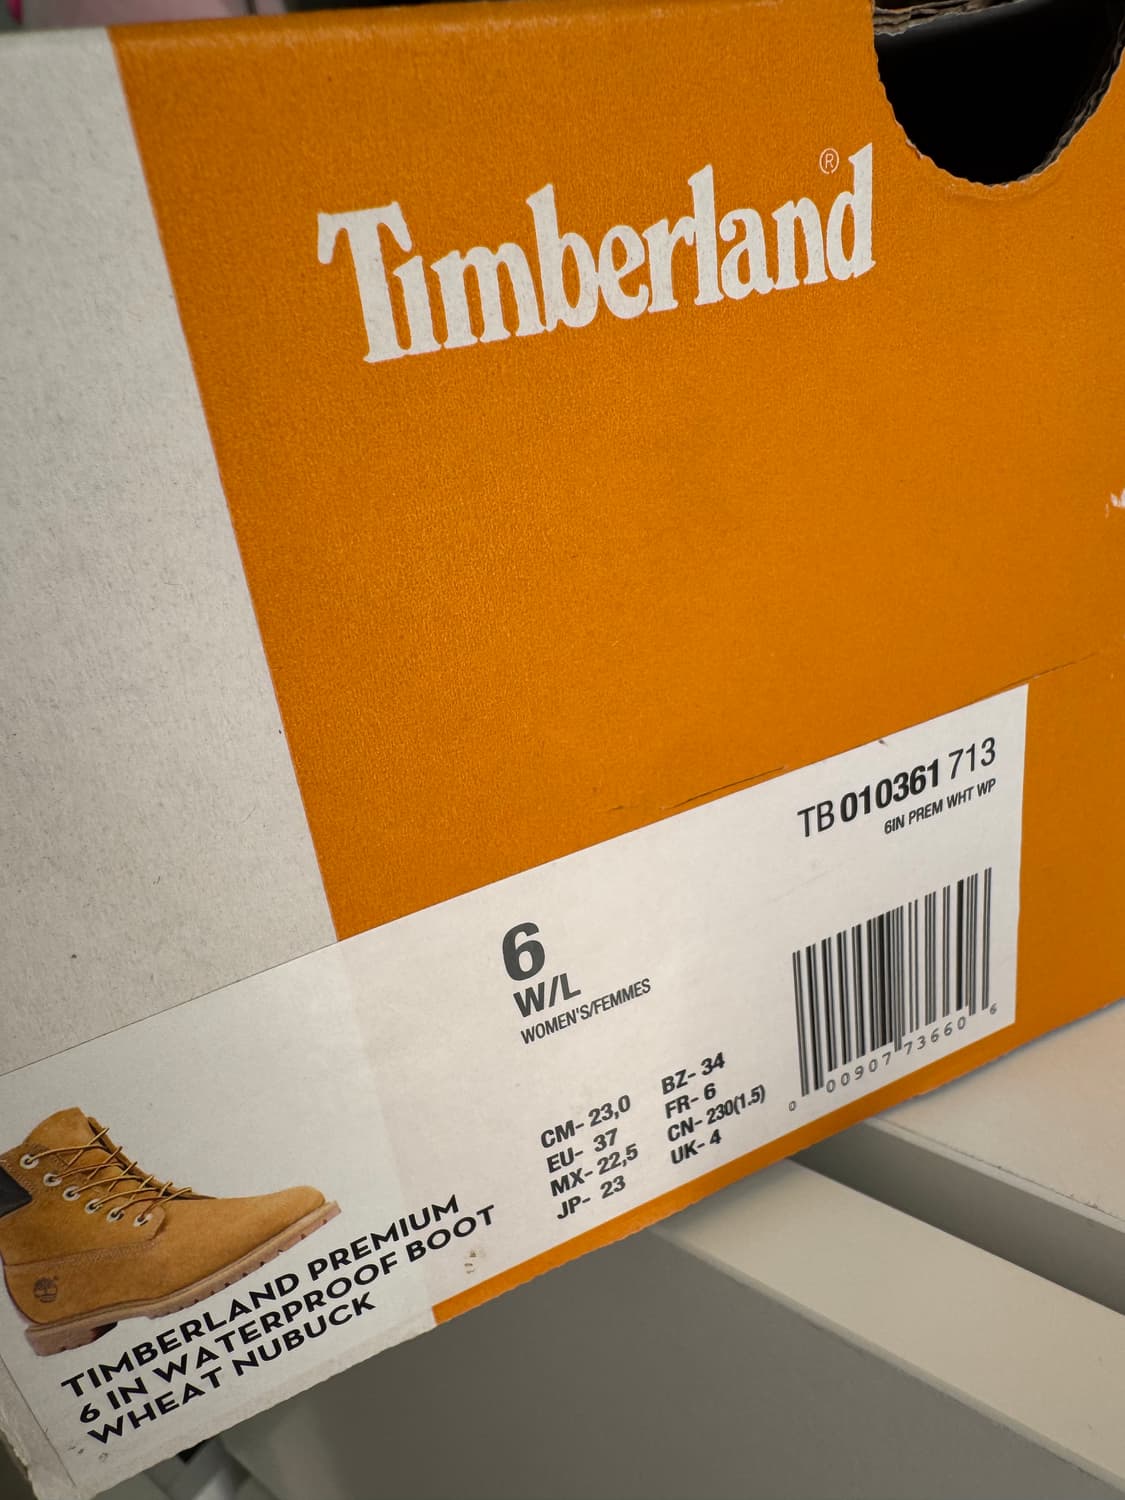 Timberland®
TB 010361 713
6IN PREM WHT WP
6
W/L
WOMEN'S/FEMMES
CM- 23,0
EU- 37
MX- 22,5
JP- 23
BZ- 34
FR- 6
CN- 230(1.5)
UK- 4
0 00907 73660 6
TIMBERLAND PREMIUM
6 IN WATERPROOF BOOT
WHEAT NUBUCK